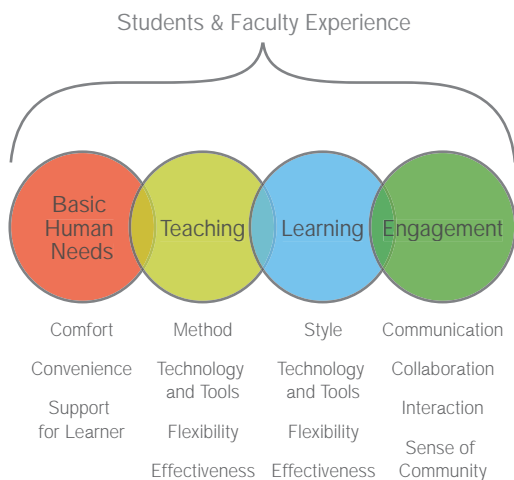 Students & Faculty Experience
Basic
Human
Needs
Teaching
Learning
Engagement
Comfort
Convenience
Support
for Learner
Method
Technology
and Tools
Flexibility
Effectiveness
Style
Technology
and Tools
Flexibility
Effectiveness
Communication
Collaboration
Interaction
Sense of
Community